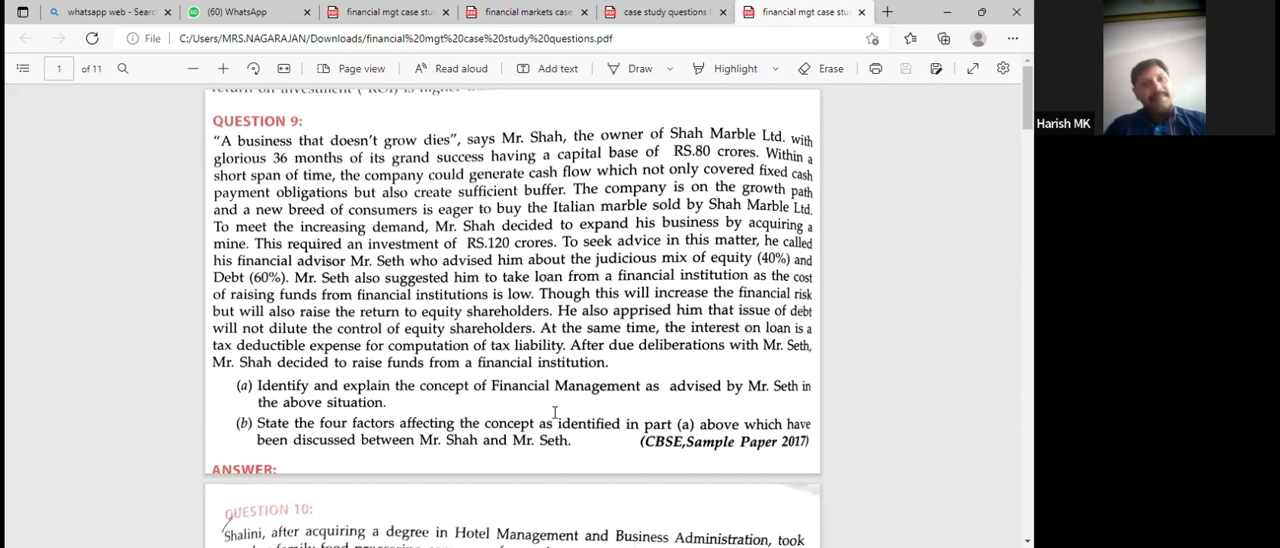 whatsapp web - Searc
(60) WhatsApp
financial mgt case stu
financial markets case
case study questions f
financial mgt case stu
File
C:/Users/MRS.NAGARAJAN/Downloads/financial%20mgt%20case%20study%20questions.pdf
1 of 11
Page view
Read aloud
Add text
Draw
Highlight
Erase
QUESTION 9:
"A business that doesn't grow dies", says Mr. Shah, the owner of Shah Marble Ltd. with
glorious 36 months of its grand success having a capital base of RS.80 crores. Within a
short span of time, the company could generate cash flow which not only covered fixed cash
payment obligations but also create sufficient buffer. The company is on the growth path
and a new breed of consumers is eager to buy the Italian marble sold by Shah Marble Ltd.
To meet the increasing demand, Mr. Shah decided to expand his business by acquiring a
mine. This required an investment of RS.120 crores. To seek advice in this matter, he called
his financial advisor Mr. Seth who advised him about the judicious mix of equity (40%) and
Debt (60%). Mr. Seth also suggested him to take loan from a financial institution as the cost
of raising funds from financial institutions is low. Though this will increase the financial risk
but will also raise the return to equity shareholders. He also apprised him that issue of debt
will not dilute the control of equity shareholders. At the same time, the interest on loan is a
tax deductible expense for computation of tax liability. After due deliberations with Mr. Seth,
Mr. Shah decided to raise funds from a financial institution.
(a) Identify and explain the concept of Financial Management as advised by Mr. Seth in
the above situation.
(b) State the four factors affecting the concept as identified in part (a) above which have
been discussed between Mr. Shah and Mr. Seth.
(CBSE,Sample Paper 2017)
ANSWER:
QUESTION 10:
Shalini, after acquiring a degree in Hotel Management and Business Administration, took
Harish MK